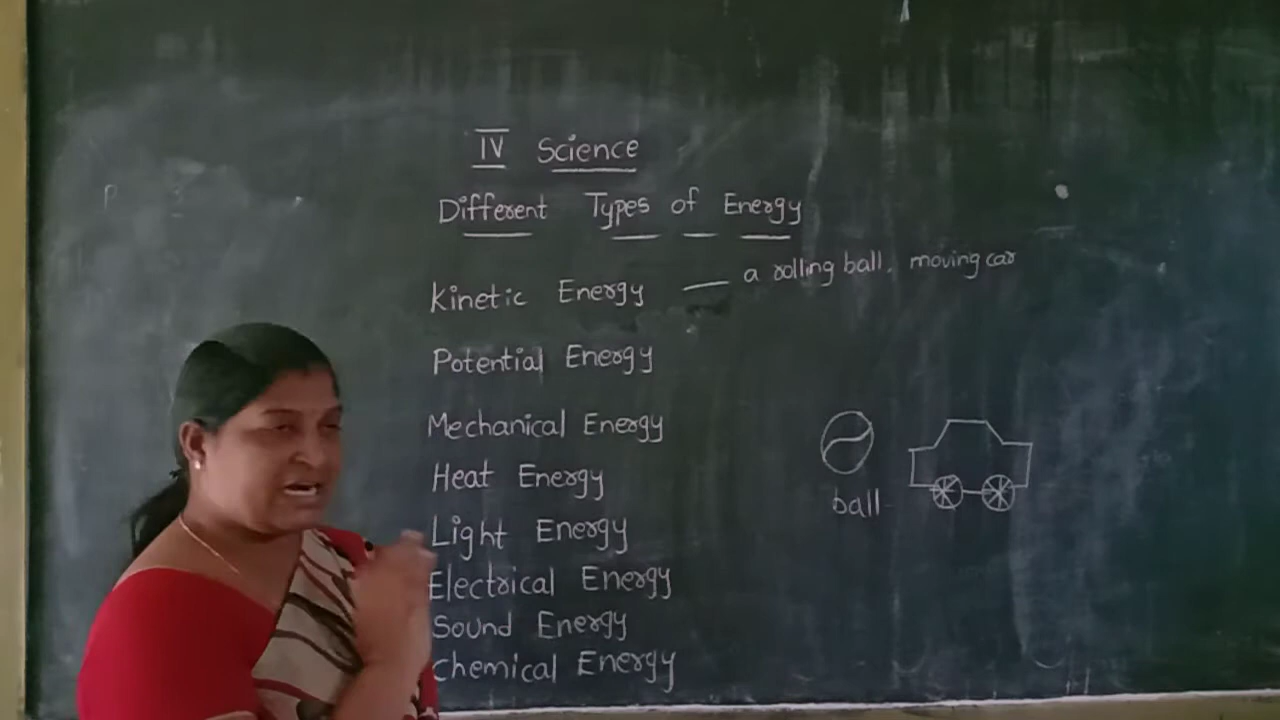 IV Science
Different Types of Energy
Kinetic Energy — a rolling ball, moving car
Potential Energy
Mechanical Energy
Heat Energy
Light Energy
Electrical Energy
Sound Energy
Chemical Energy
ball